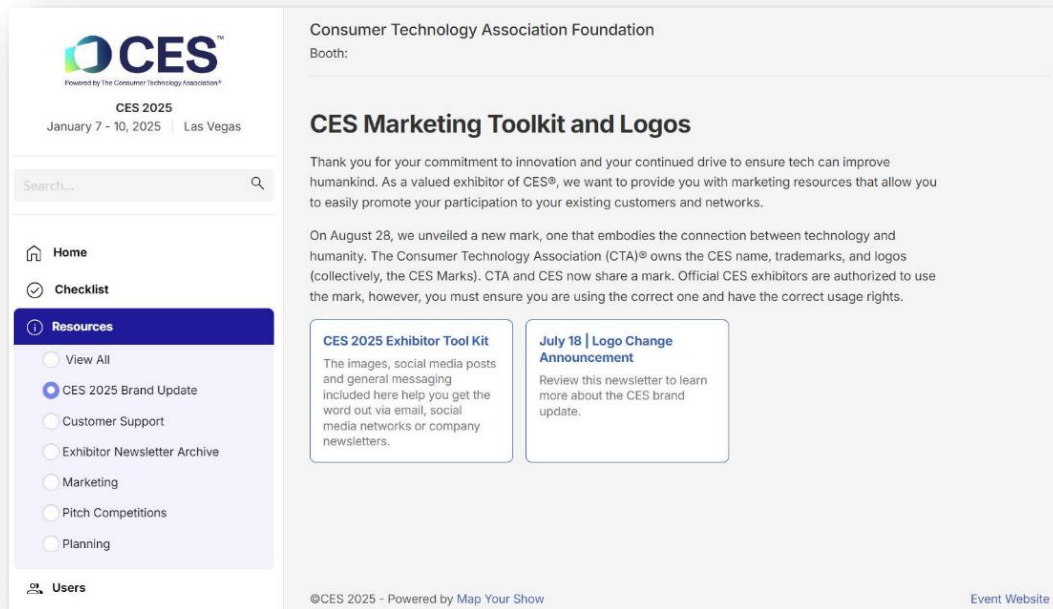 CES™
Powered by The Consumer Technology Association®
CES 2025
January 7 - 10, 2025 | Las Vegas
Search...
Home
Checklist
Resources
View All
CES 2025 Brand Update
Customer Support
Exhibitor Newsletter Archive
Marketing
Pitch Competitions
Planning
Users
Consumer Technology Association Foundation
Booth:
CES Marketing Toolkit and Logos
Thank you for your commitment to innovation and your continued drive to ensure tech can improve
humankind. As a valued exhibitor of CES®, we want to provide you with marketing resources that allow you
to easily promote your participation to your existing customers and networks.
On August 28, we unveiled a new mark, one that embodies the connection between technology and
humanity. The Consumer Technology Association (CTA)® owns the CES name, trademarks, and logos
(collectively, the CES Marks). CTA and CES now share a mark. Official CES exhibitors are authorized to use
the mark, however, you must ensure you are using the correct one and have the correct usage rights.
CES 2025 Exhibitor Tool Kit
The images, social media posts
and general messaging
included here help you get the
word out via email, social
media networks or company
newsletters.
July 18 | Logo Change
Announcement
Review this newsletter to learn
more about the CES brand
update.
©CES 2025 - Powered by Map Your Show
Event Website